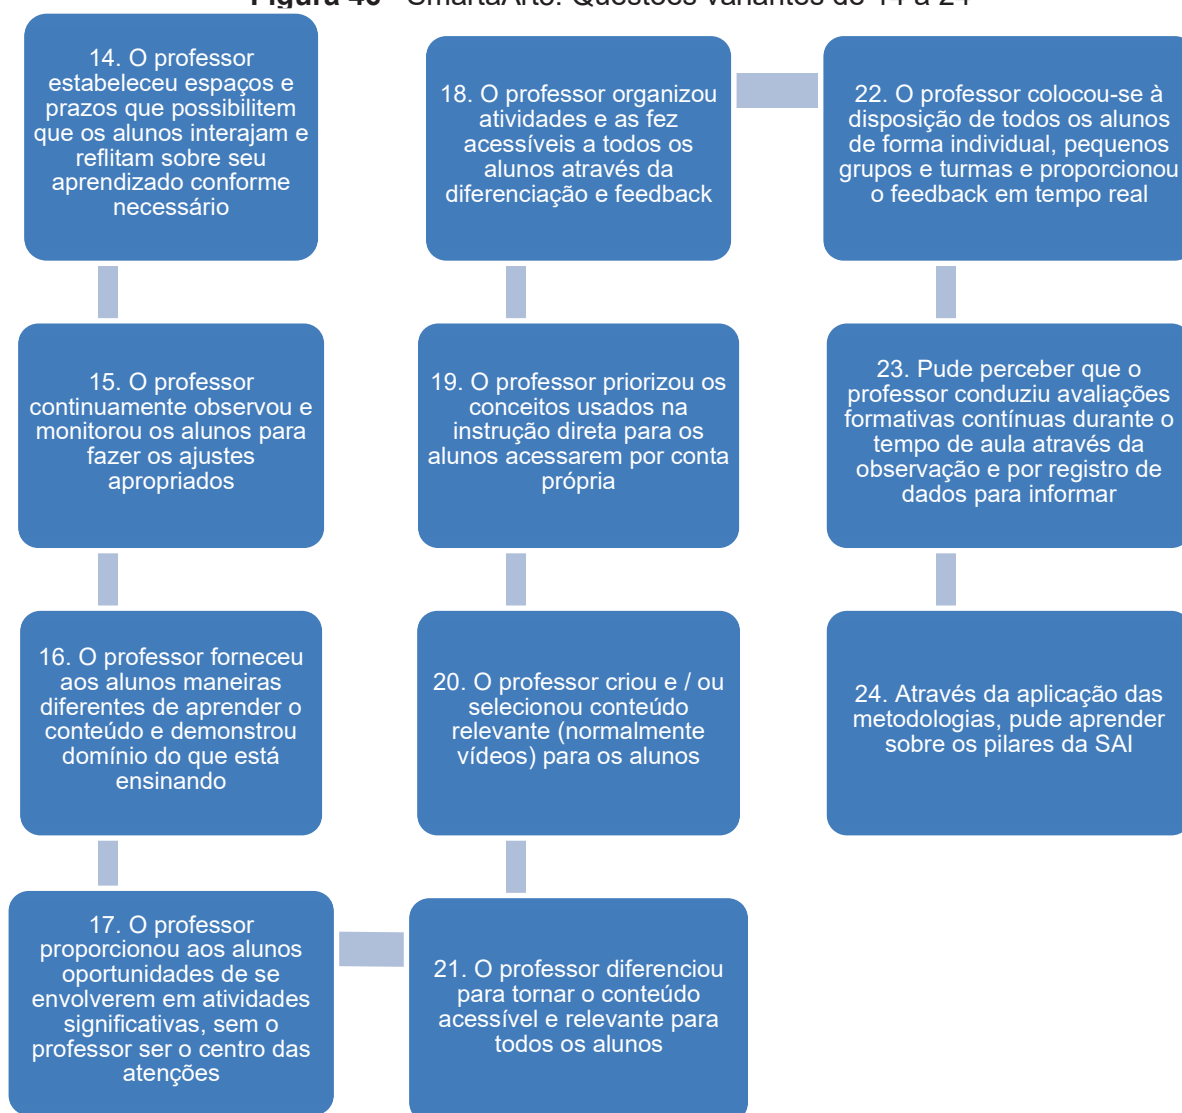 Figura 46 - SmartaArts: Questões variantes de 14 a 24
14. O professor
estabeleceu espaços e
prazos que possibilitem
que os alunos interajam e
reflitam sobre seu
aprendizado conforme
necessário
15. O professor
continuamente observou e
monitorou os alunos para
fazer os ajustes
apropriados
16. O professor forneceu
aos alunos maneiras
diferentes de aprender o
conteúdo e demonstrou
domínio do que está
ensinando
17. O professor
proporcionou aos alunos
oportunidades de se
envolverem em atividades
significativas, sem o
professor ser o centro das
atenções
18. O professor organizou
atividades e as fez
acessíveis a todos os
alunos através da
diferenciação e feedback
19. O professor priorizou os
conceitos usados na
instrução direta para os
alunos acessarem por conta
própria
20. O professor criou e / ou
selecionou conteúdo
relevante (normalmente
vídeos) para os alunos
21. O professor diferenciou
para tornar o conteúdo
acessível e relevante para
todos os alunos
22. O professor colocou-se à
disposição de todos os alunos
de forma individual, pequenos
grupos e turmas e proporcionou
o feedback em tempo real
23. Pude perceber que o
professor conduziu avaliações
formativas contínuas durante o
tempo de aula através da
observação e por registro de
dados para informar
24. Através da aplicação das
metodologias, pude aprender
sobre os pilares da SAI